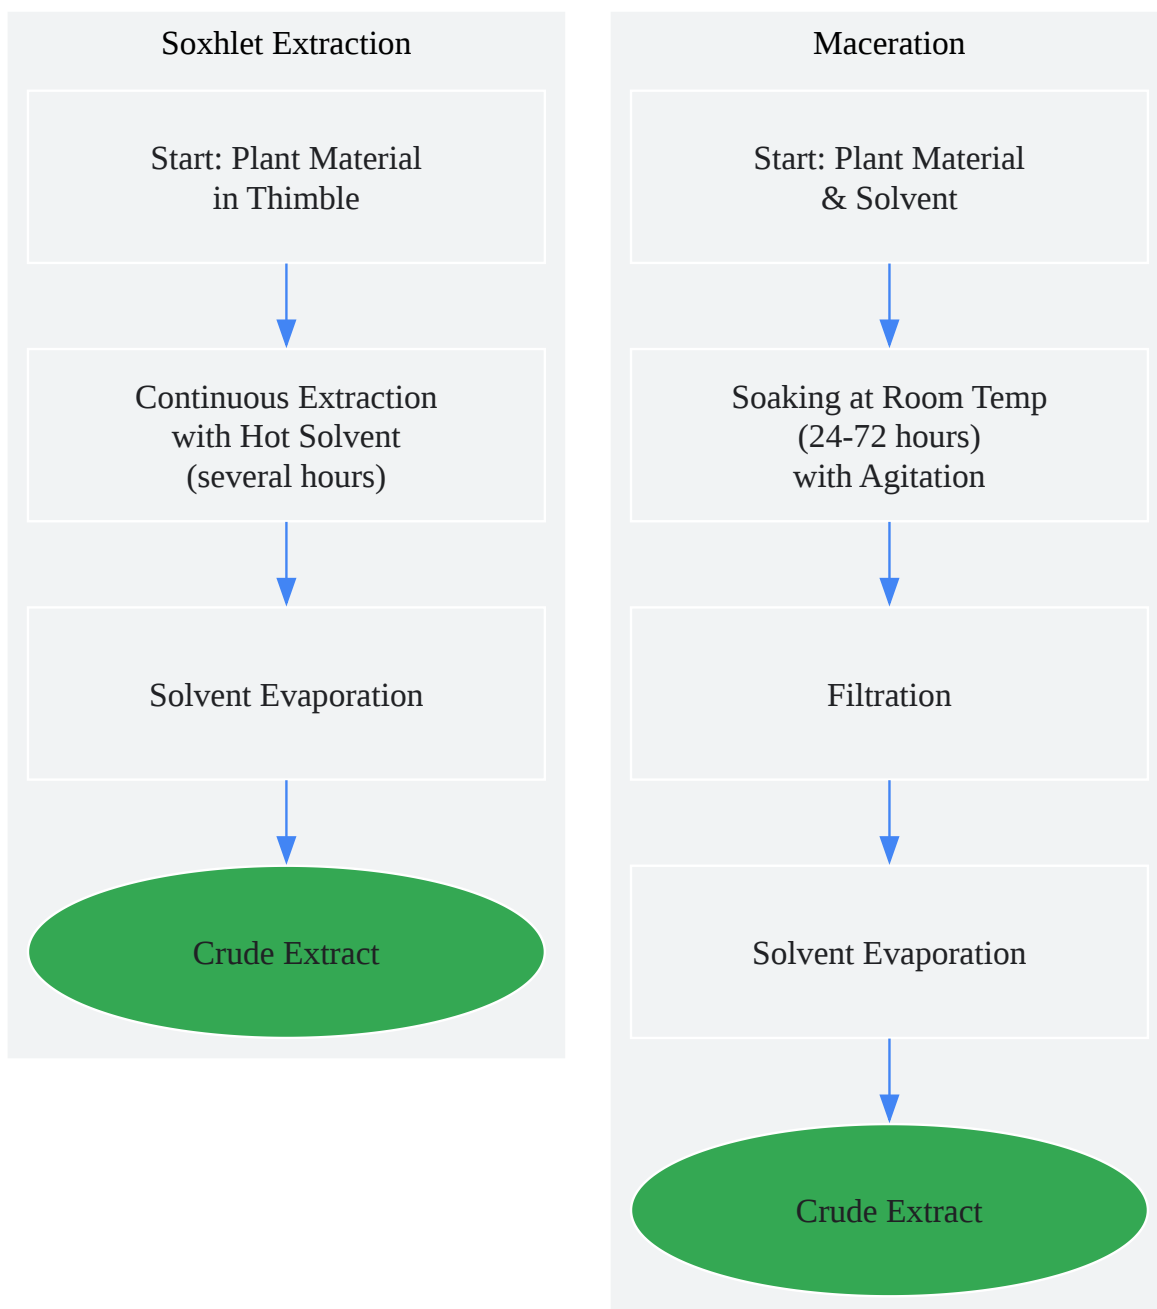 Soxhlet Extraction
Start: Plant Material
in Thimble
Continuous Extraction
with Hot Solvent
(several hours)
Solvent Evaporation
Crude Extract
Maceration
Start: Plant Material
& Solvent
Soaking at Room Temp
(24-72 hours)
with Agitation
Filtration
Solvent Evaporation
Crude Extract